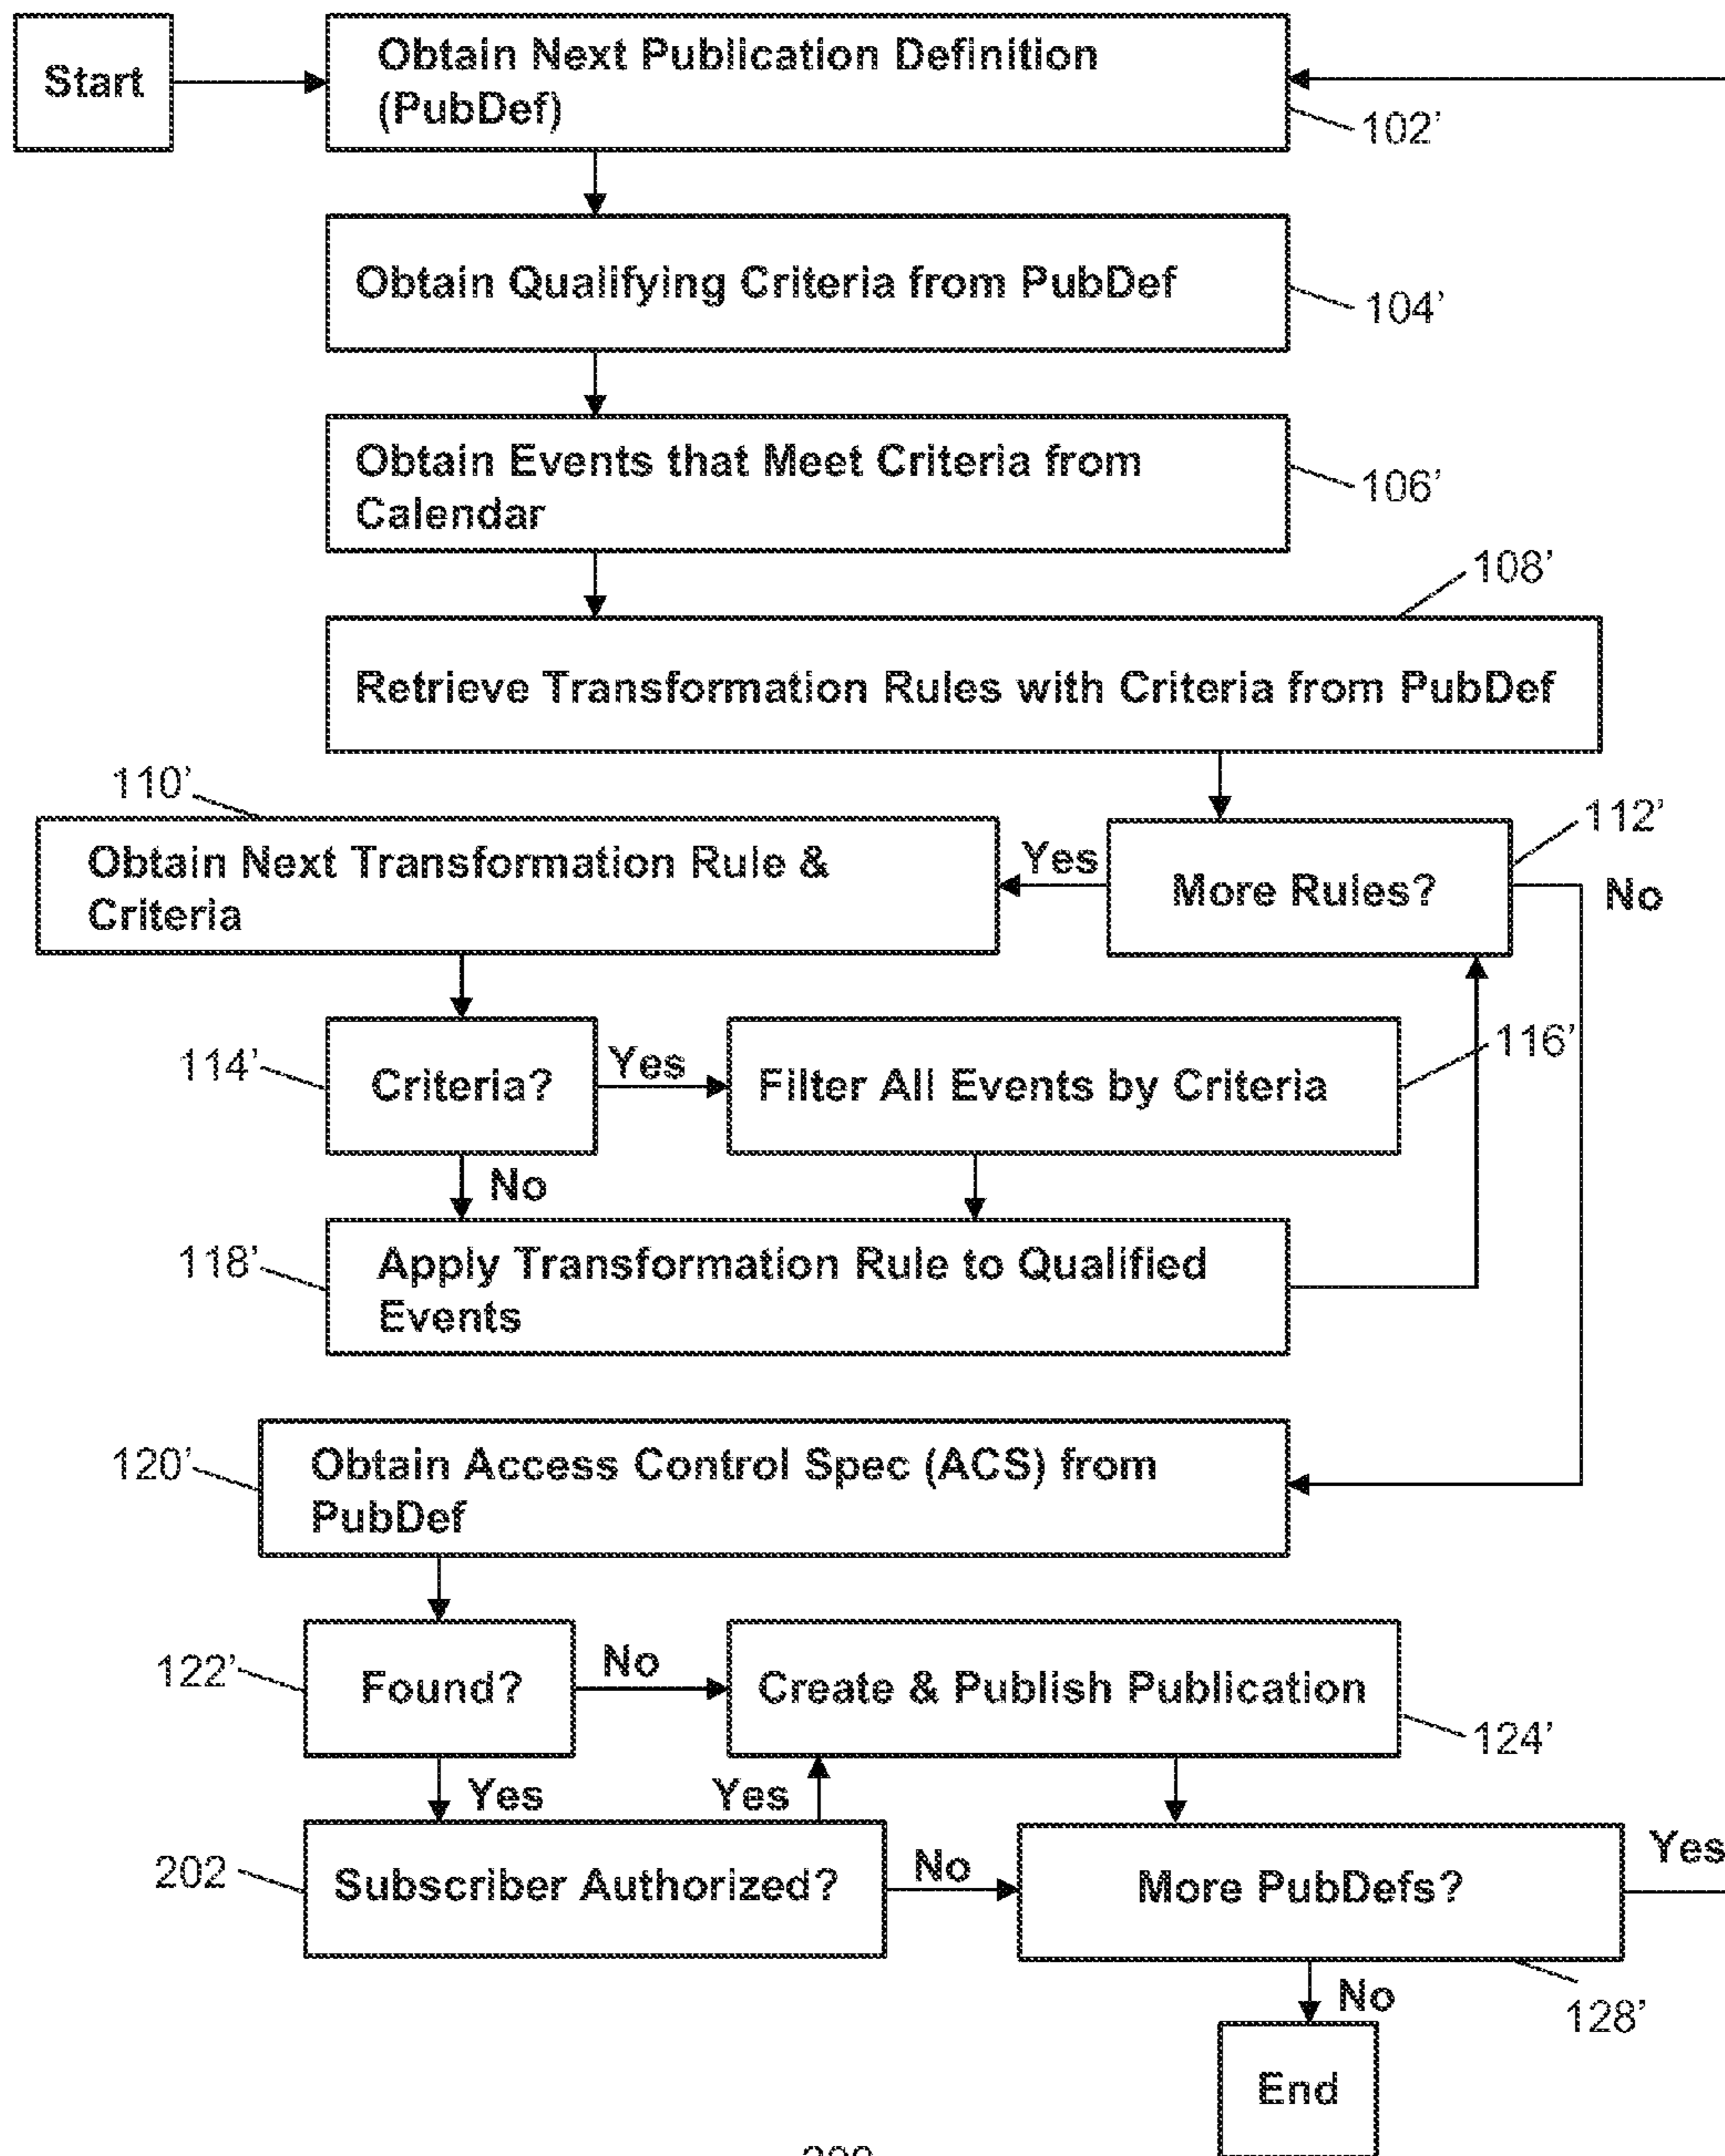 Start
Obtain Next Publication Definition
(PubDef)
102’
Obtain Qualifying Criteria from PubDef
104’
Obtain Events that Meet Criteria from
Calendar
106’
108’
Retrieve Transformation Rules with Criteria from PubDef
110’
112’
Obtain Next Transformation Rule &
Criteria
Yes
More Rules?
No
114’
Criteria?
Yes
Filter All Events by Criteria
116’
No
118’
Apply Transformation Rule to Qualified
Events
120’
Obtain Access Control Spec (ACS) from
PubDef
122’
Found?
No
Create & Publish Publication
124’
Yes
Yes
202
Subscriber Authorized?
No
More PubDefs?
Yes
No
128’
End